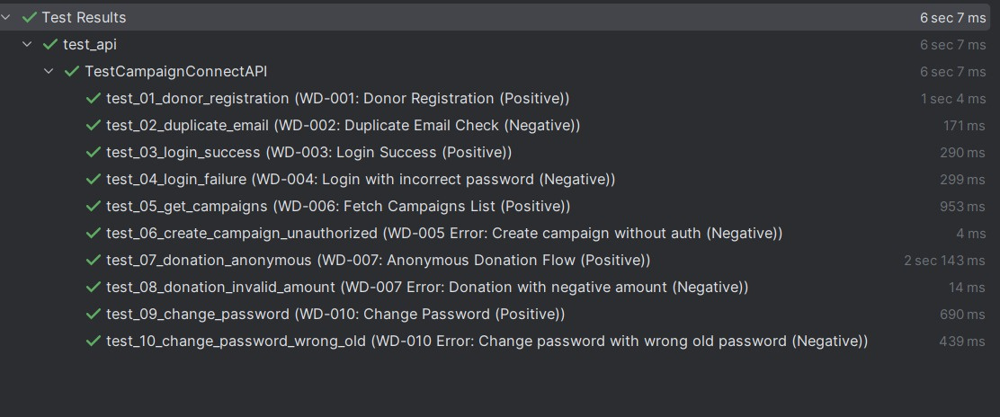 Test Results 6 sec 7 ms
test_api 6 sec 7 ms
TestCampaignConnectAPI 6 sec 7 ms
test_01_donor_registration (WD-001: Donor Registration (Positive)) 1 sec 4 ms
test_02_duplicate_email (WD-002: Duplicate Email Check (Negative)) 171 ms
test_03_login_success (WD-003: Login Success (Positive)) 290 ms
test_04_login_failure (WD-004: Login with incorrect password (Negative)) 299 ms
test_05_get_campaigns (WD-006: Fetch Campaigns List (Positive)) 953 ms
test_06_create_campaign_unauthorized (WD-005 Error: Create campaign without auth (Negative)) 4 ms
test_07_donation_anonymous (WD-007: Anonymous Donation Flow (Positive)) 2 sec 143 ms
test_08_donation_invalid_amount (WD-007 Error: Donation with negative amount (Negative)) 14 ms
test_09_change_password (WD-010: Change Password (Positive)) 690 ms
test_10_change_password_wrong_old (WD-010 Error: Change password with wrong old password (Negative)) 439 ms